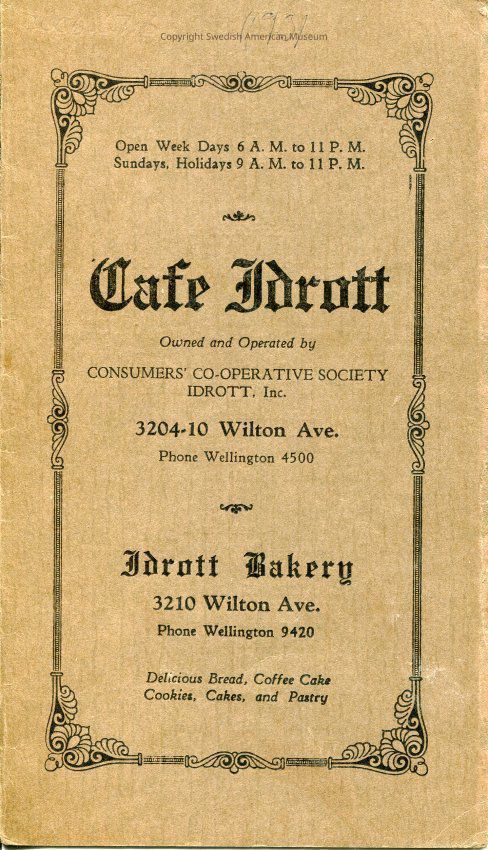 Copyright Swedish American Museum
Open Week Days 6 A. M. to 11 P. M.
Sundays, Holidays 9 A. M. to 11 P. M.
Cafe Idrott
Owned and Operated by
CONSUMERS' CO-OPERATIVE SOCIETY
IDROTT, Inc.
3204-10 Wilton Ave.
Phone Wellington 4500
Idrott Bakery
3210 Wilton Ave.
Phone Wellington 9420
Delicious Bread, Coffee Cake
Cookies, Cakes, and Pastry